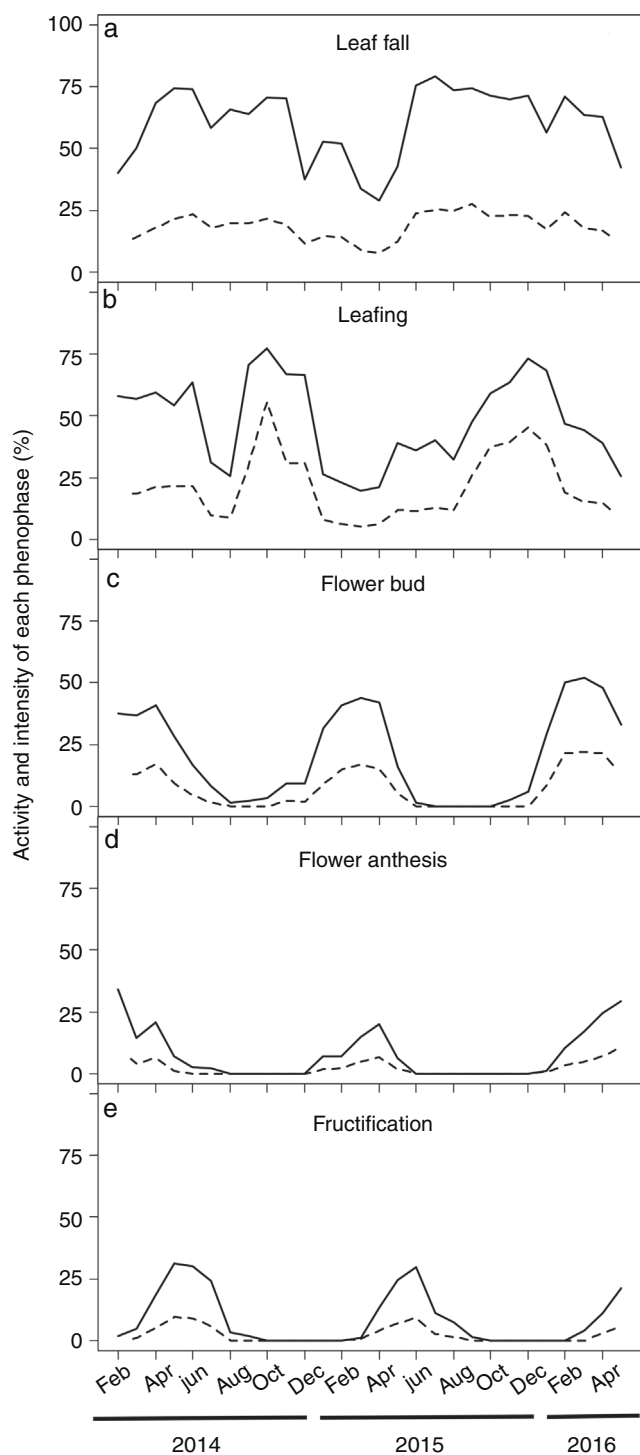 Activity and intensity of each phenophase (%)
a
Leaf fall
100
75
50
25
0
b
Leafing
75
50
25
0
c
Flower bud
75
50
25
0
d
Flower anthesis
75
50
25
0
e
Fructification
75
50
25
0
Feb Apr jun Aug Oct Dec Feb Apr jun Aug Oct Dec Feb Apr
2014 2015 2016